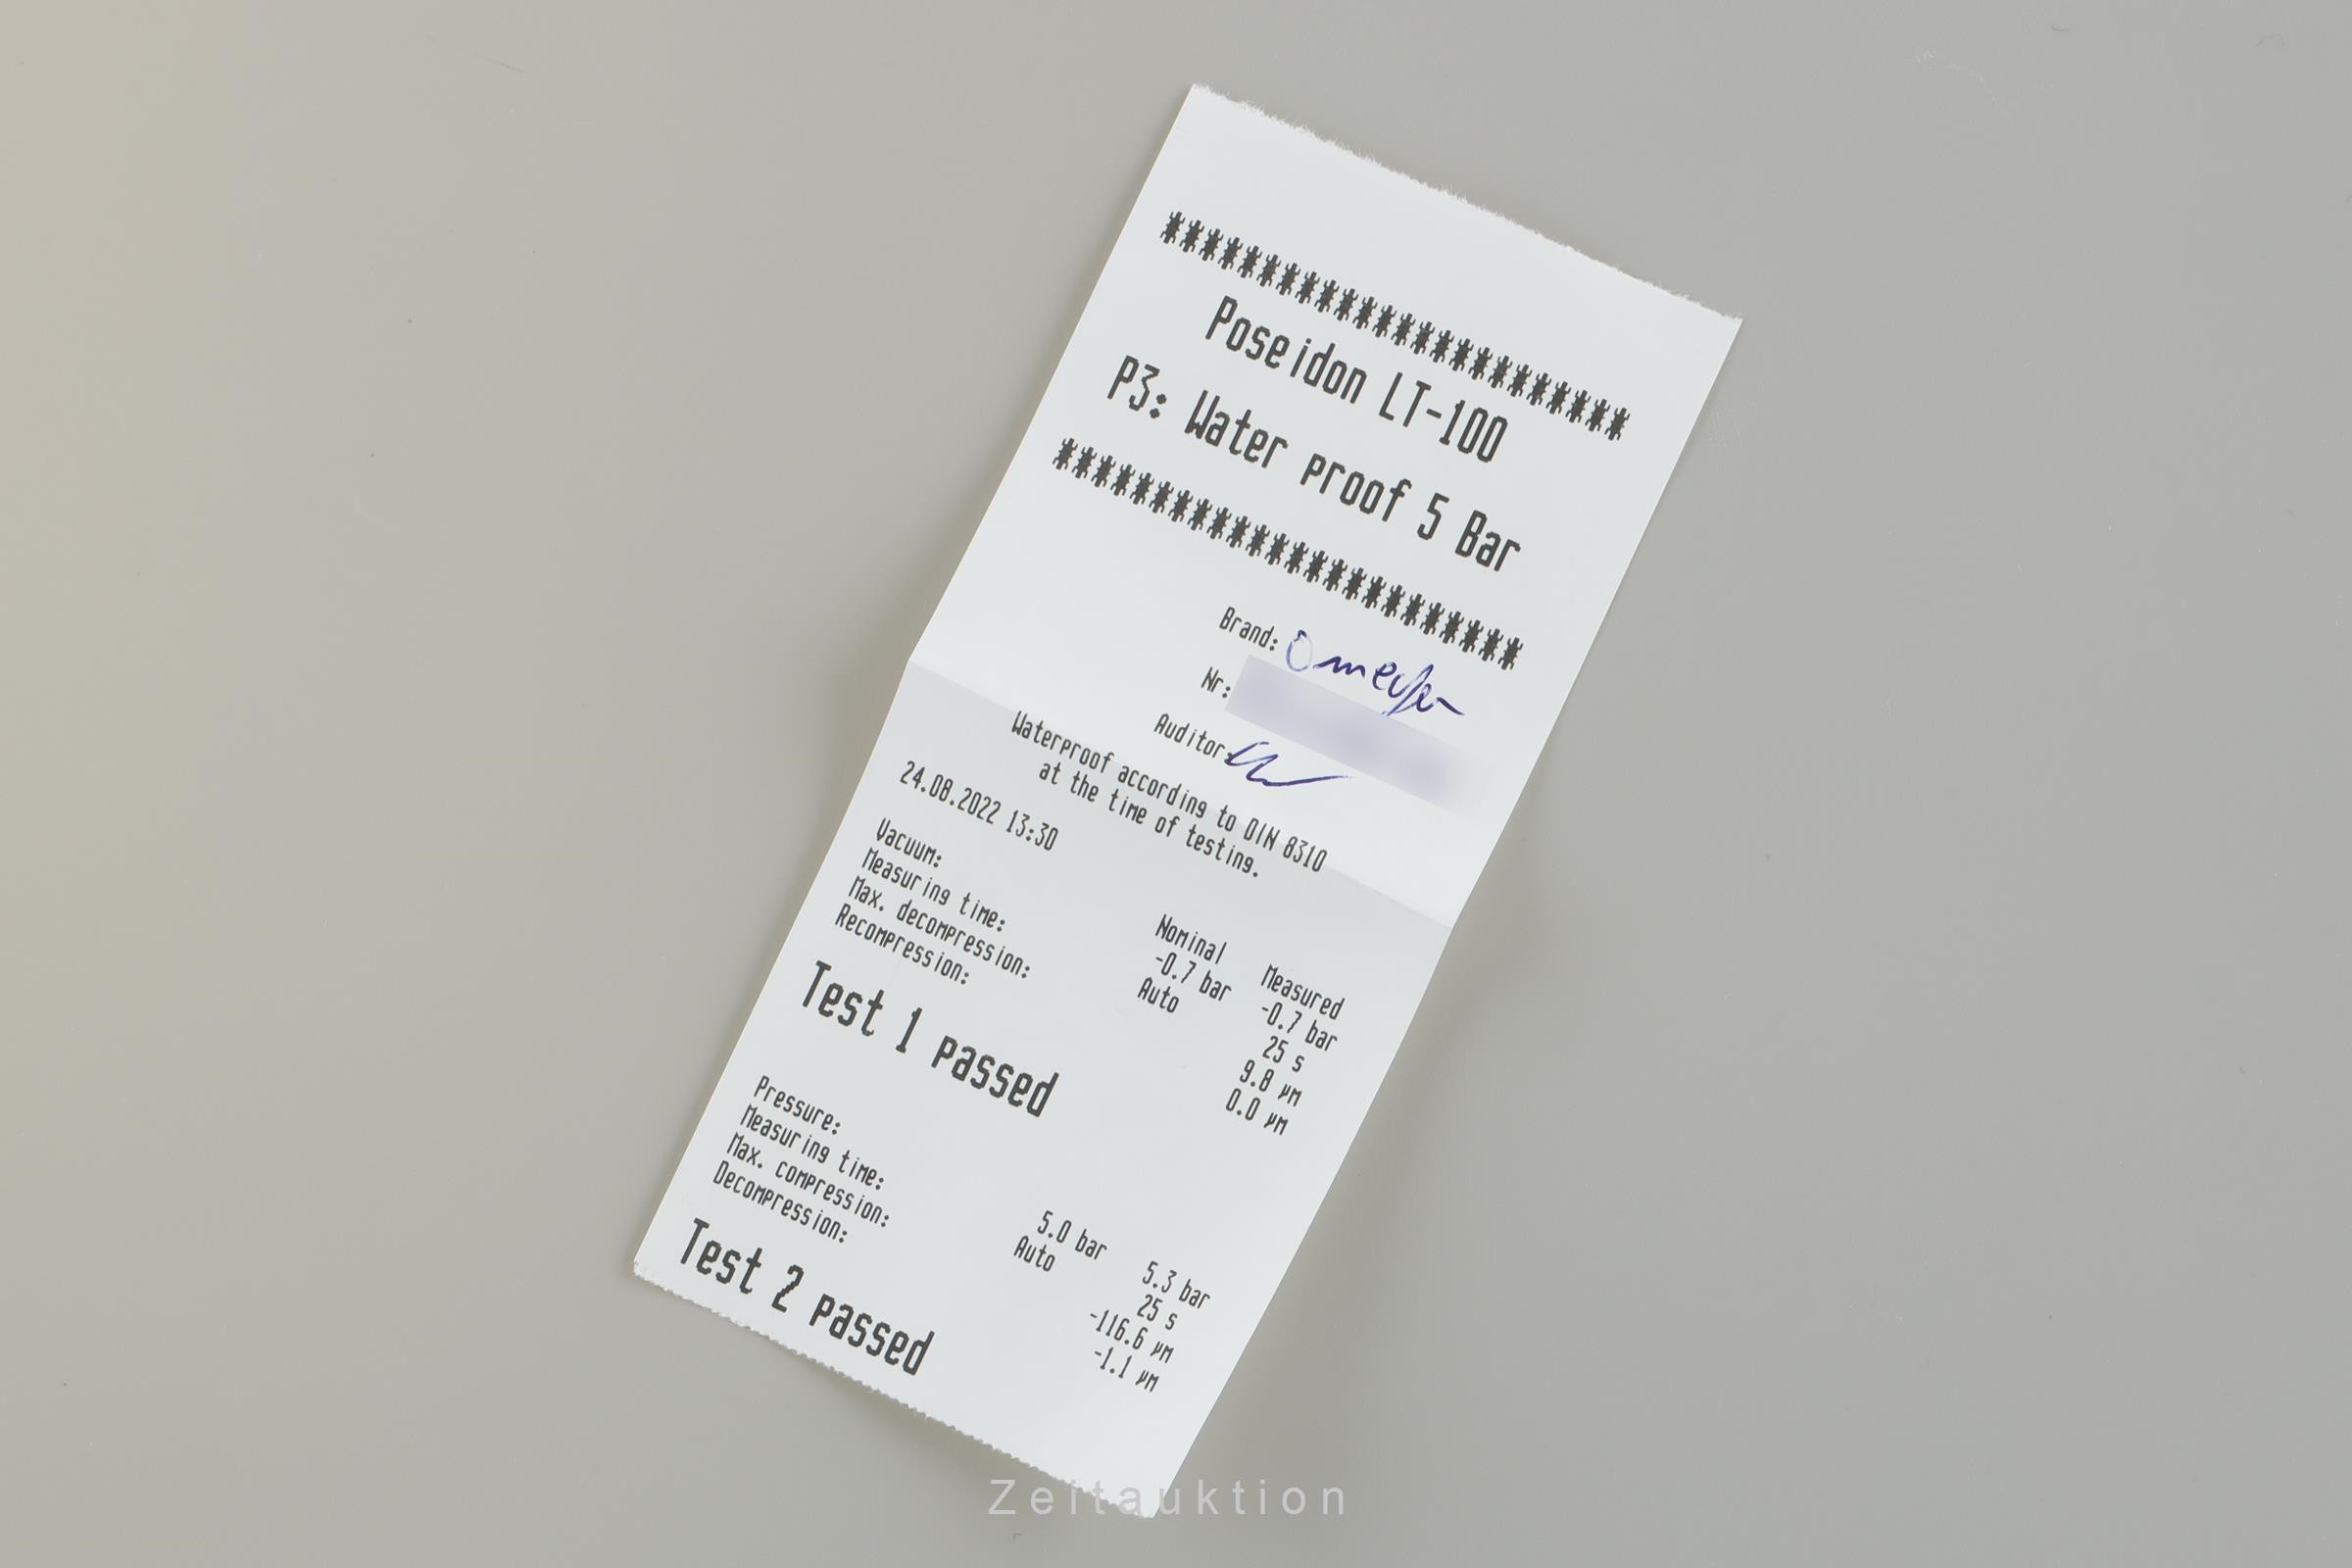 ************************
Poseidon LT-100
P3: Water proof 5 Bar
************************
Brand: Omega
Nr:
Auditor:
Waterproof according to DIN 8310
at the time of testing.
24.08.2022 13:30
Nominal Measured
Vacuum: -0.7 bar -0.7 bar
Measuring time: Auto 25 s
Max. decompression: 9.8 µm
Recompression: 0.0 µm
Test 1 passed
Pressure: 5.0 bar 5.3 bar
Measuring time: Auto 25 s
Max. compression: -116.6 µm
Decompression: -1.1 µm
Test 2 passed
Zeitauktion